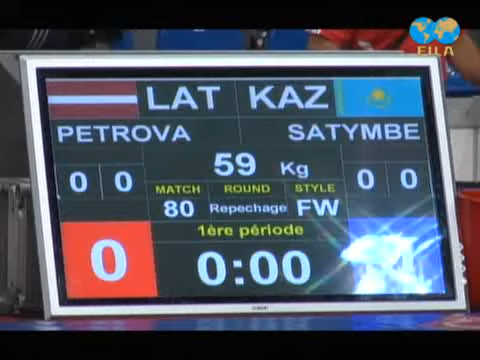 FILA
LAT KAZ
PETROVA SATYMBE
59 Kg
0 0 0 0
MATCH ROUND STYLE
80 Repechage FW
1ère période
0 0:00